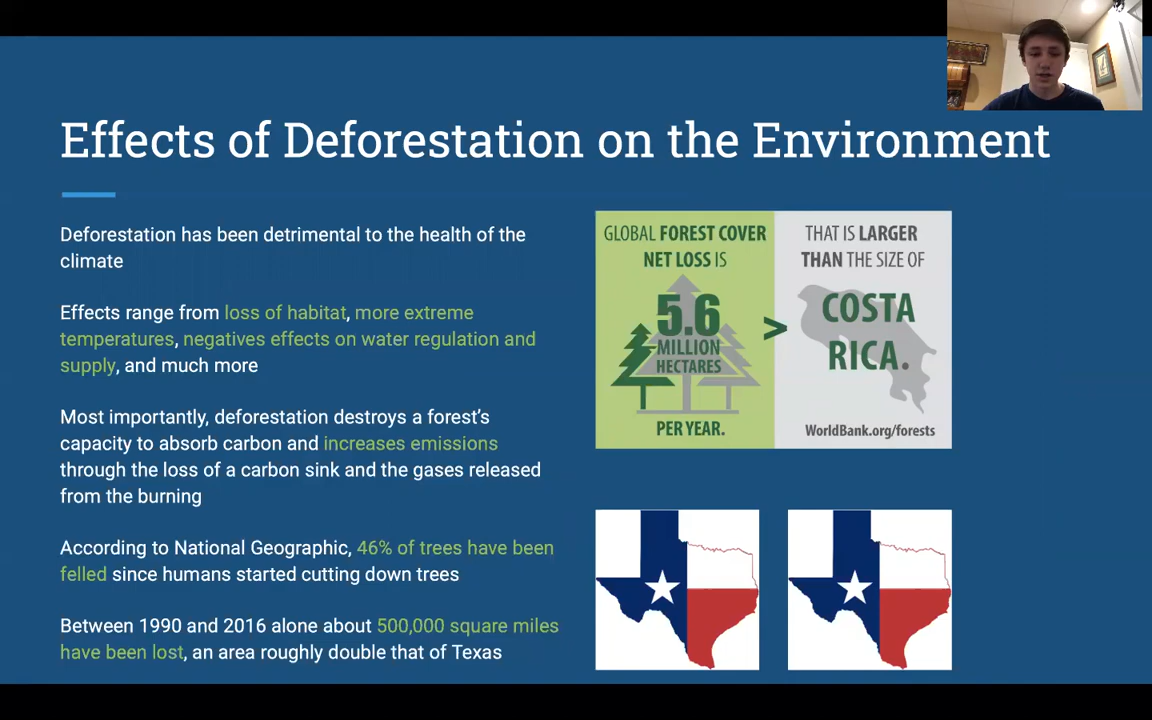 Effects of Deforestation on the Environment
Deforestation has been detrimental to the health of the
climate
Effects range from loss of habitat, more extreme
temperatures, negatives effects on water regulation and
supply, and much more
Most importantly, deforestation destroys a forest's
capacity to absorb carbon and increases emissions
through the loss of a carbon sink and the gases released
from the burning
According to National Geographic, 46% of trees have been
felled since humans started cutting down trees
Between 1990 and 2016 alone about 500,000 square miles
have been lost, an area roughly double that of Texas
GLOBAL FOREST COVER
NET LOSS IS
5.6
MILLION
HECTARES
PER YEAR.
>
THAT IS LARGER
THAN THE SIZE OF
COSTA
RICA.
WorldBank.org/forests